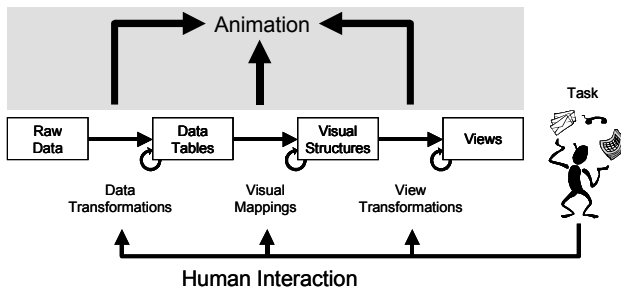 Animation
Task
Raw
Data
Data
Tables
Visual
Structures
Views
Data
Transformations
Visual
Mappings
View
Transformations
Human Interaction